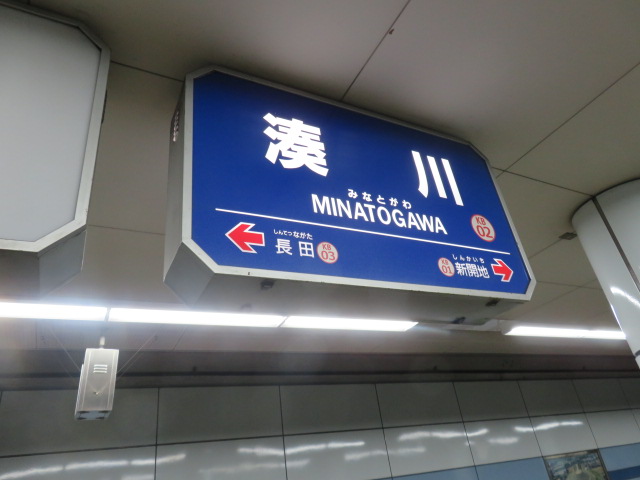 湊川
みなとがわ
MINATOGAWA
KB
02
しんてつながた
長田
KB
03
しんかいち
KB
01
新開地